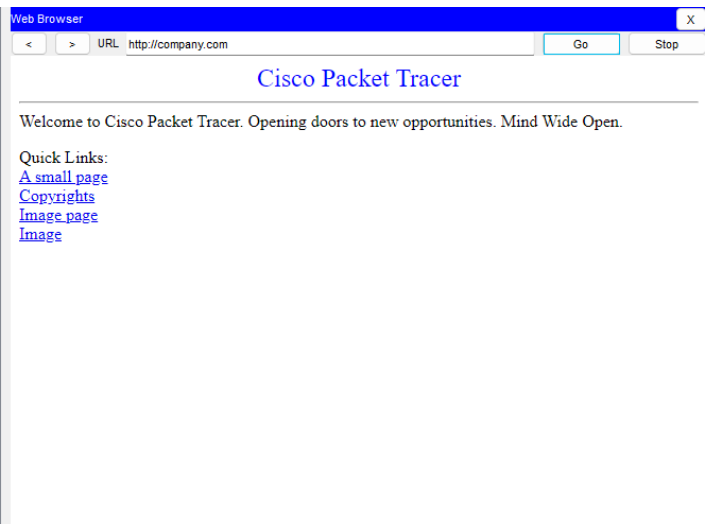 Web Browser X
< > URL http://company.com Go Stop
Cisco Packet Tracer
Welcome to Cisco Packet Tracer. Opening doors to new opportunities. Mind Wide Open.
Quick Links:
A small page
Copyrights
Image page
Image